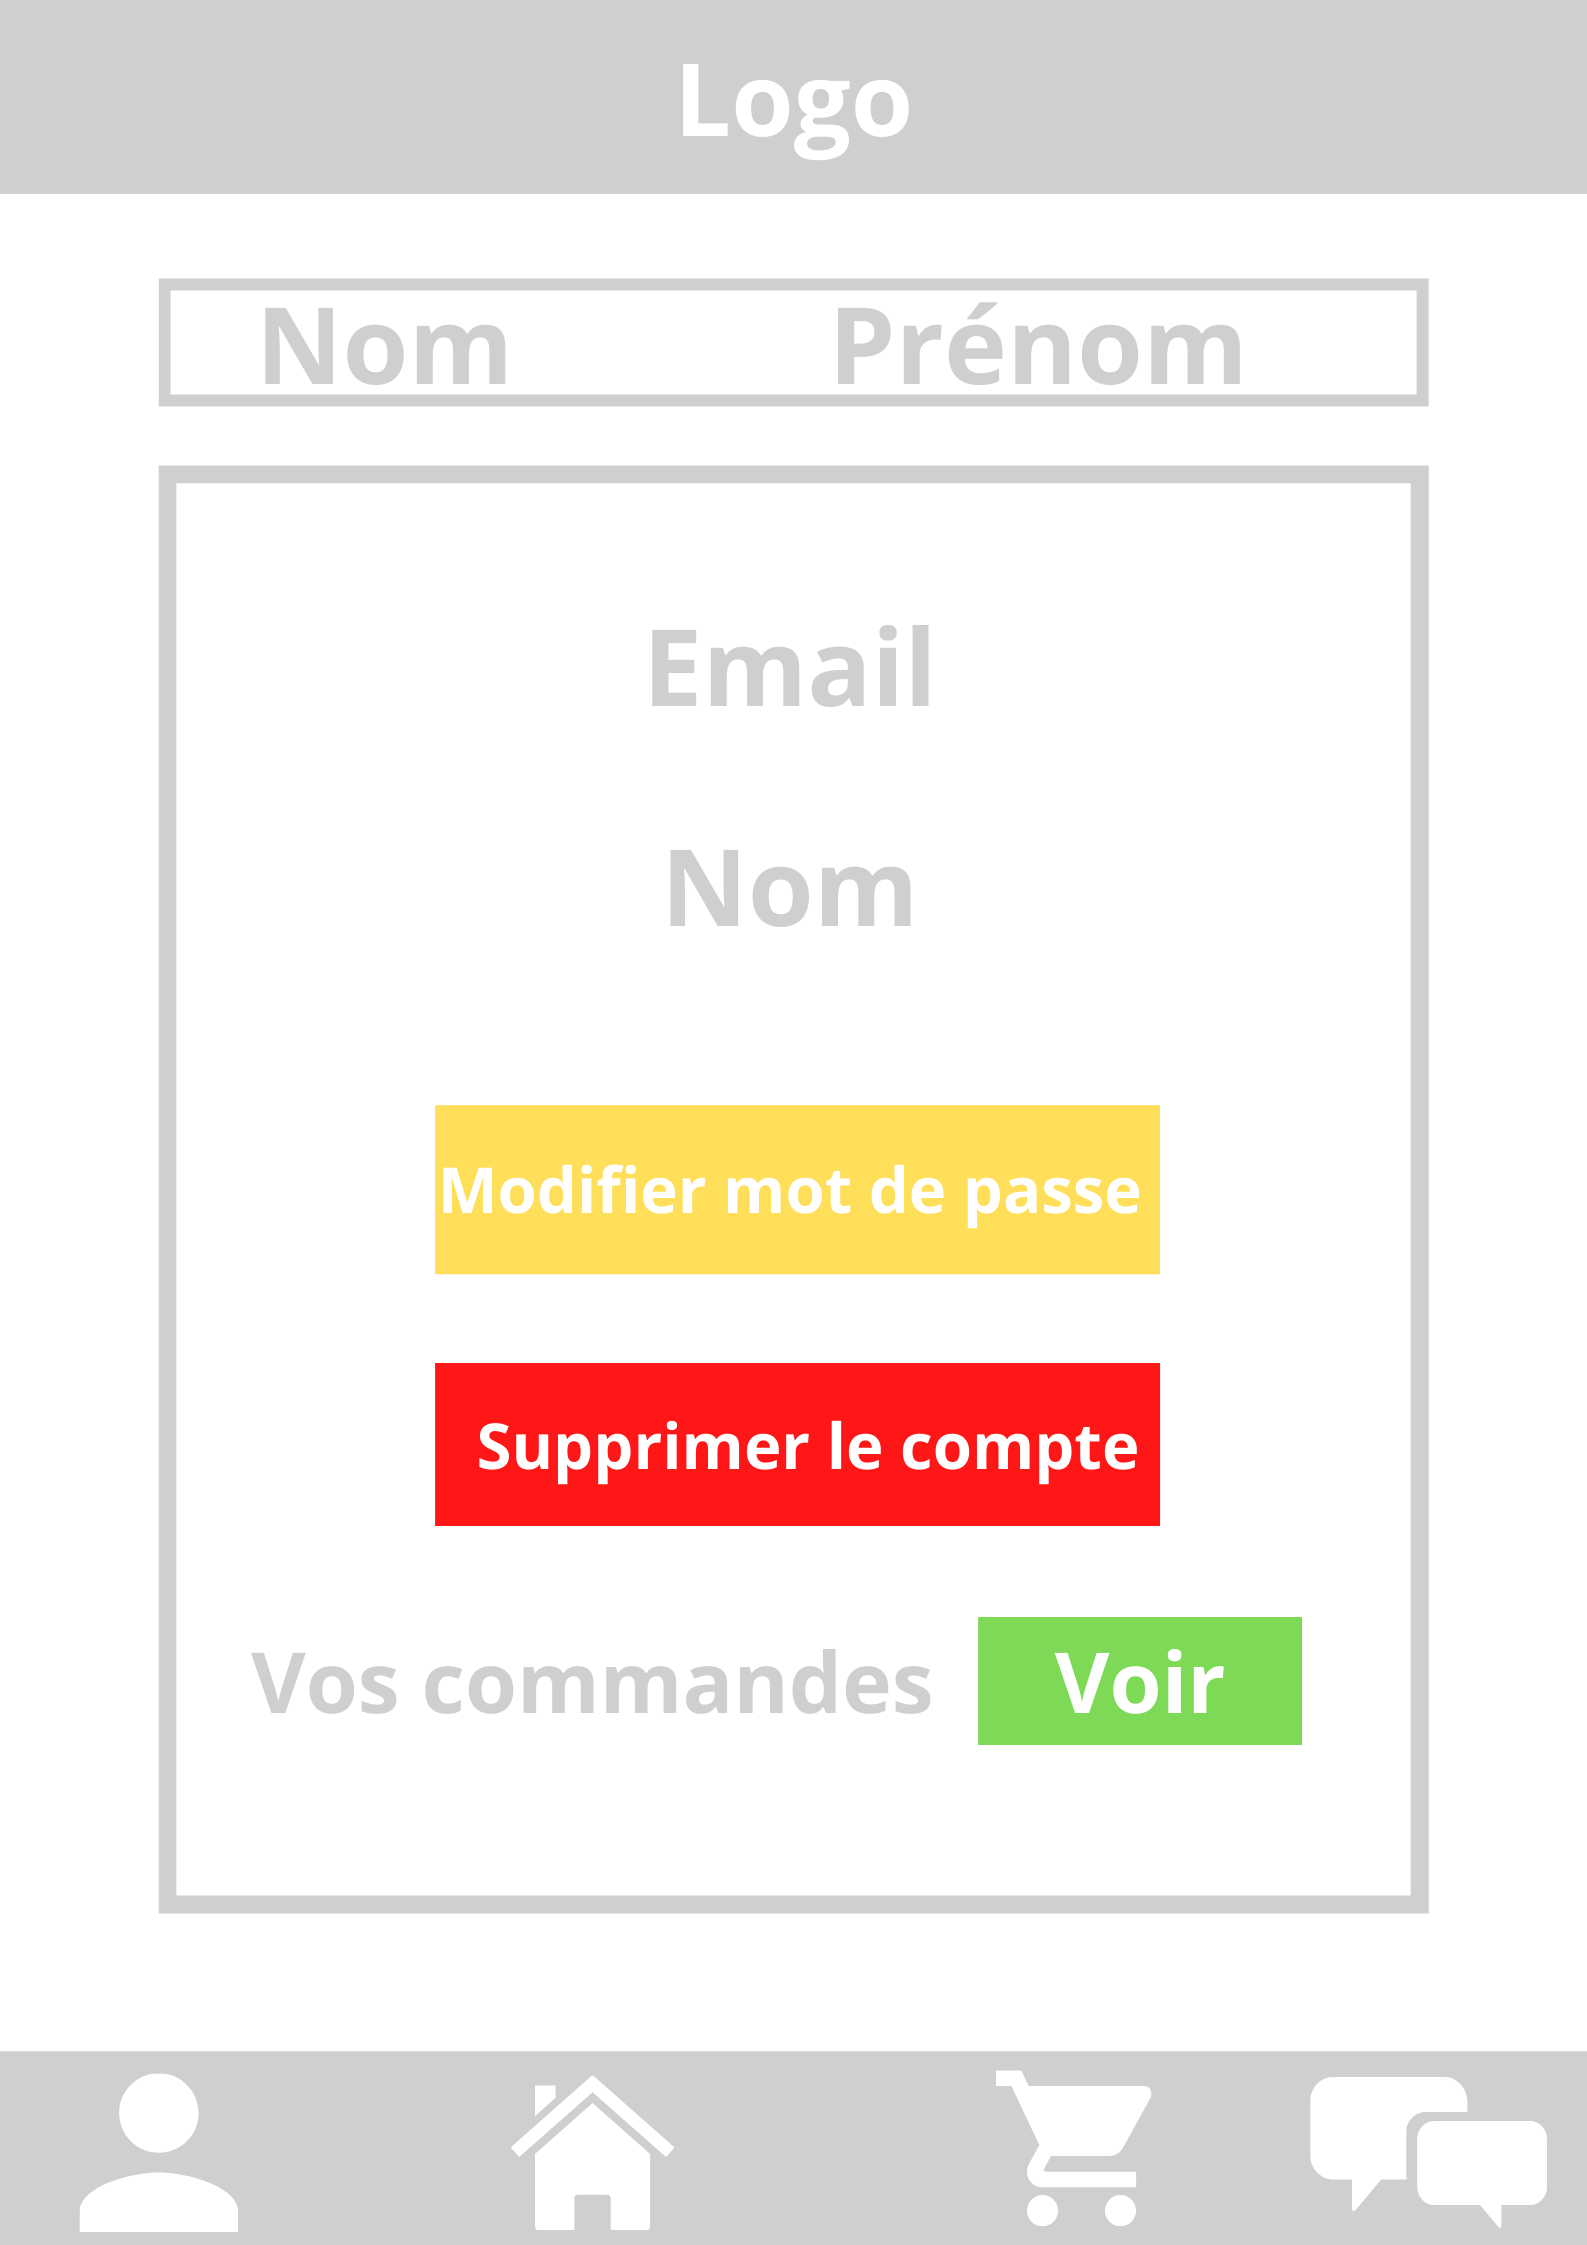 Logo
Nom Prénom
Email
Nom
Modifier mot de passe
Supprimer le compte
Vos commandes Voir